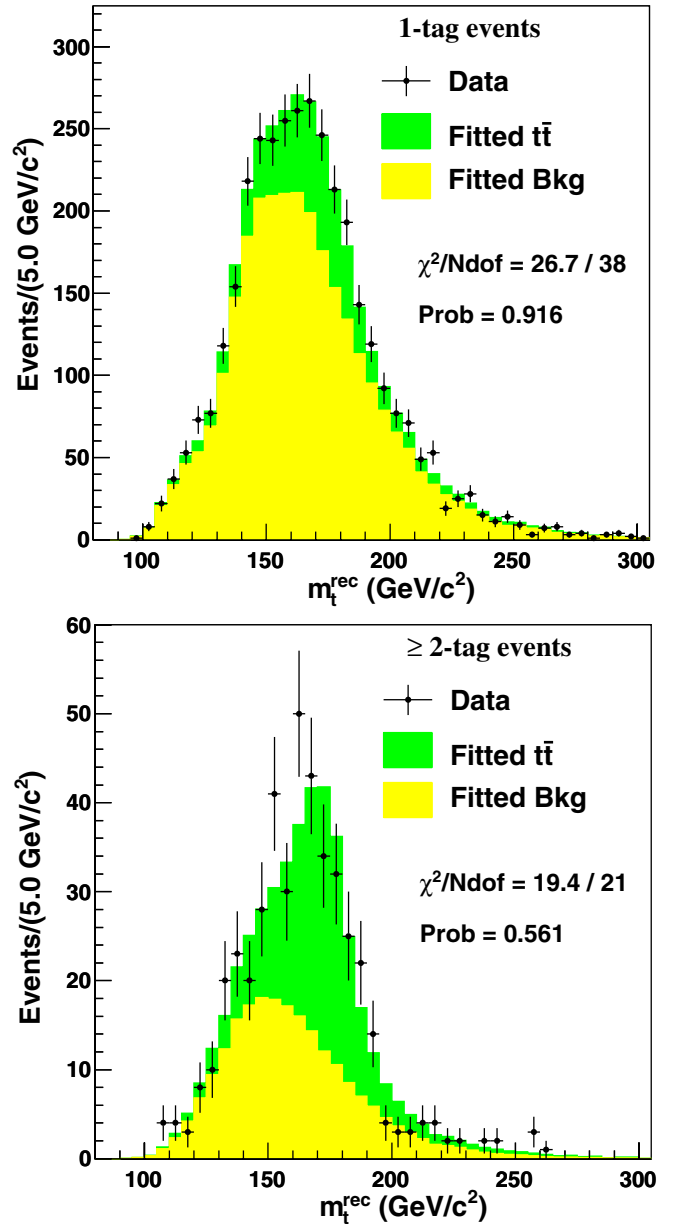 1-tag events
Data
Fitted tt̄
Fitted Bkg
χ²/Ndof = 26.7 / 38
Prob = 0.916
Events/(5.0 GeV/c²)
300
250
200
150
100
50
0
100 150 200 250 300
m_t^rec (GeV/c²)
≥ 2-tag events
Data
Fitted tt̄
Fitted Bkg
χ²/Ndof = 19.4 / 21
Prob = 0.561
Events/(5.0 GeV/c²)
60
50
40
30
20
10
0
100 150 200 250 300
m_t^rec (GeV/c²)